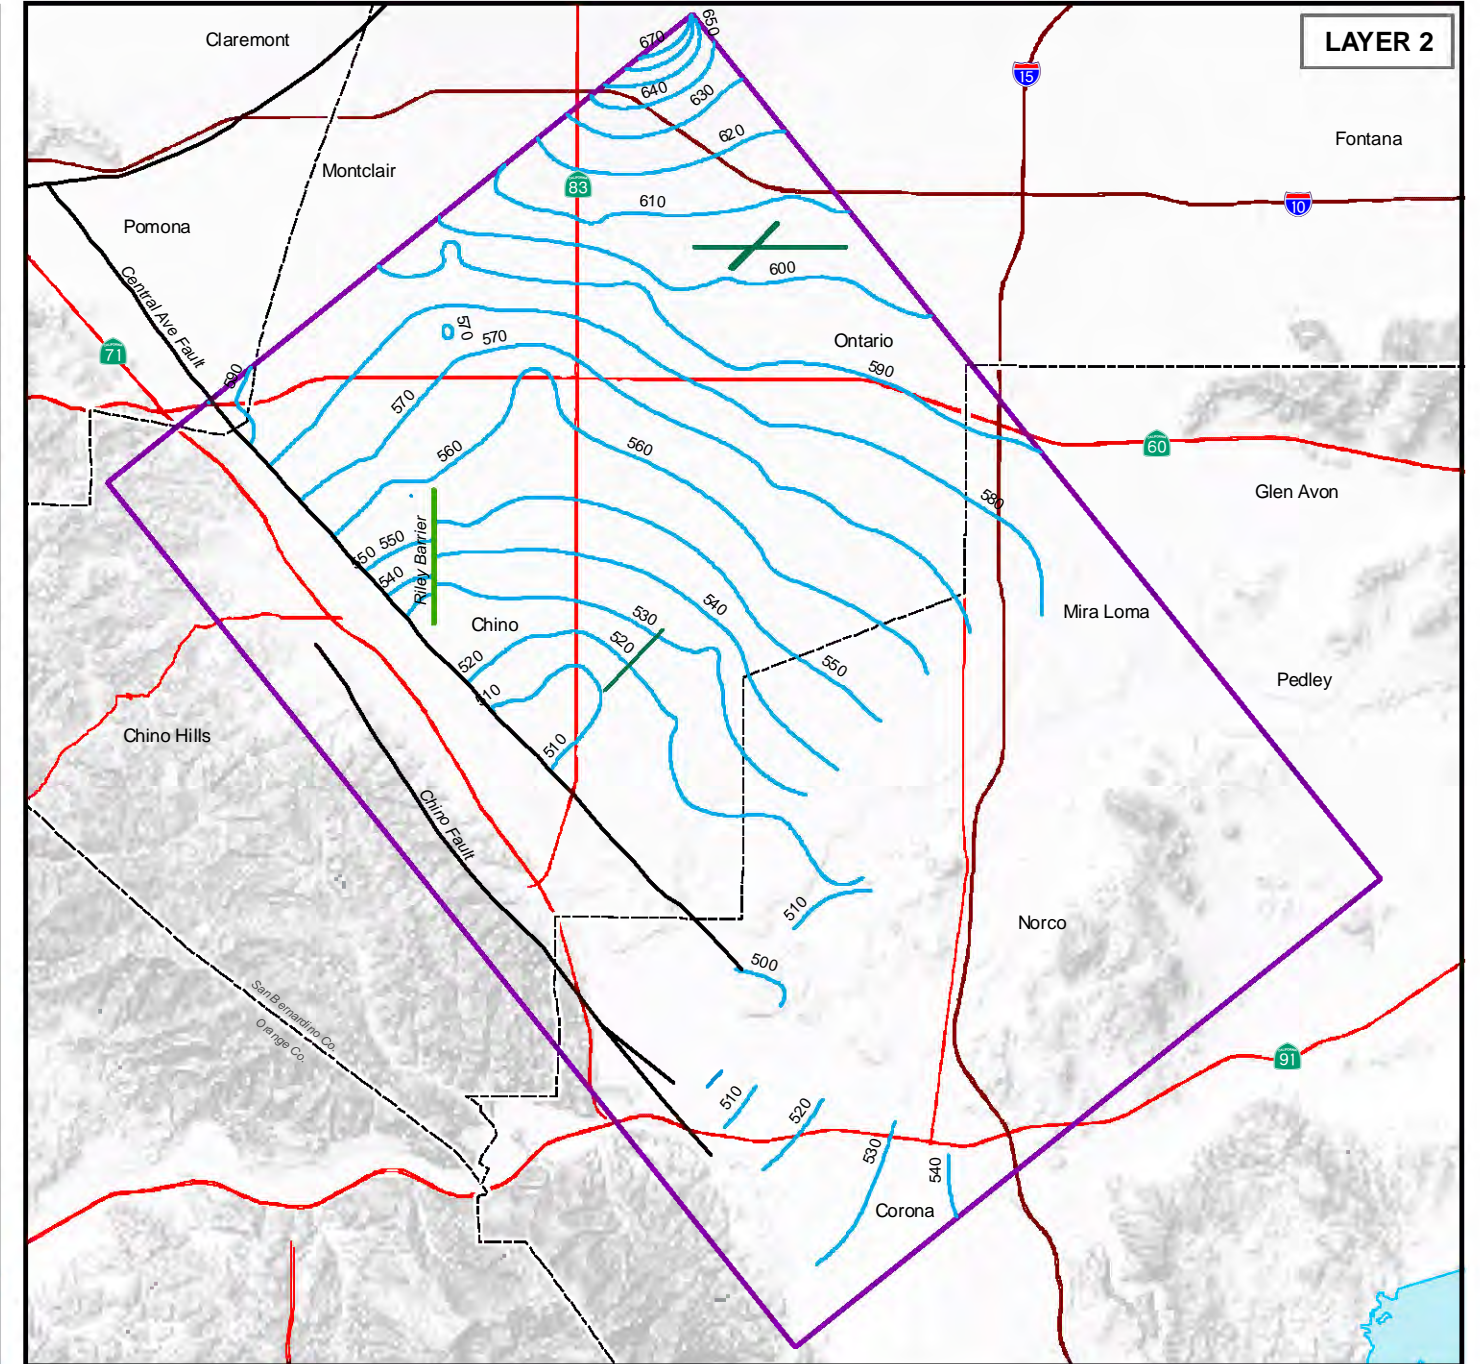 LAYER 2
Claremont
670
650
15
640
630
620
Fontana
Montclair
83
10
610
Pomona
600
Central Ave Fault
71
570
570
Ontario
590
590
570
560
560
60
Glen Avon
580
550
550
Riley Barrier
540
540
530
Chino
520
Mira Loma
520
550
510
Pedley
Chino Hills
510
Chino Fault
510
Norco
500
San Bernardino Co.
Orange Co.
91
510
520
530
540
Corona